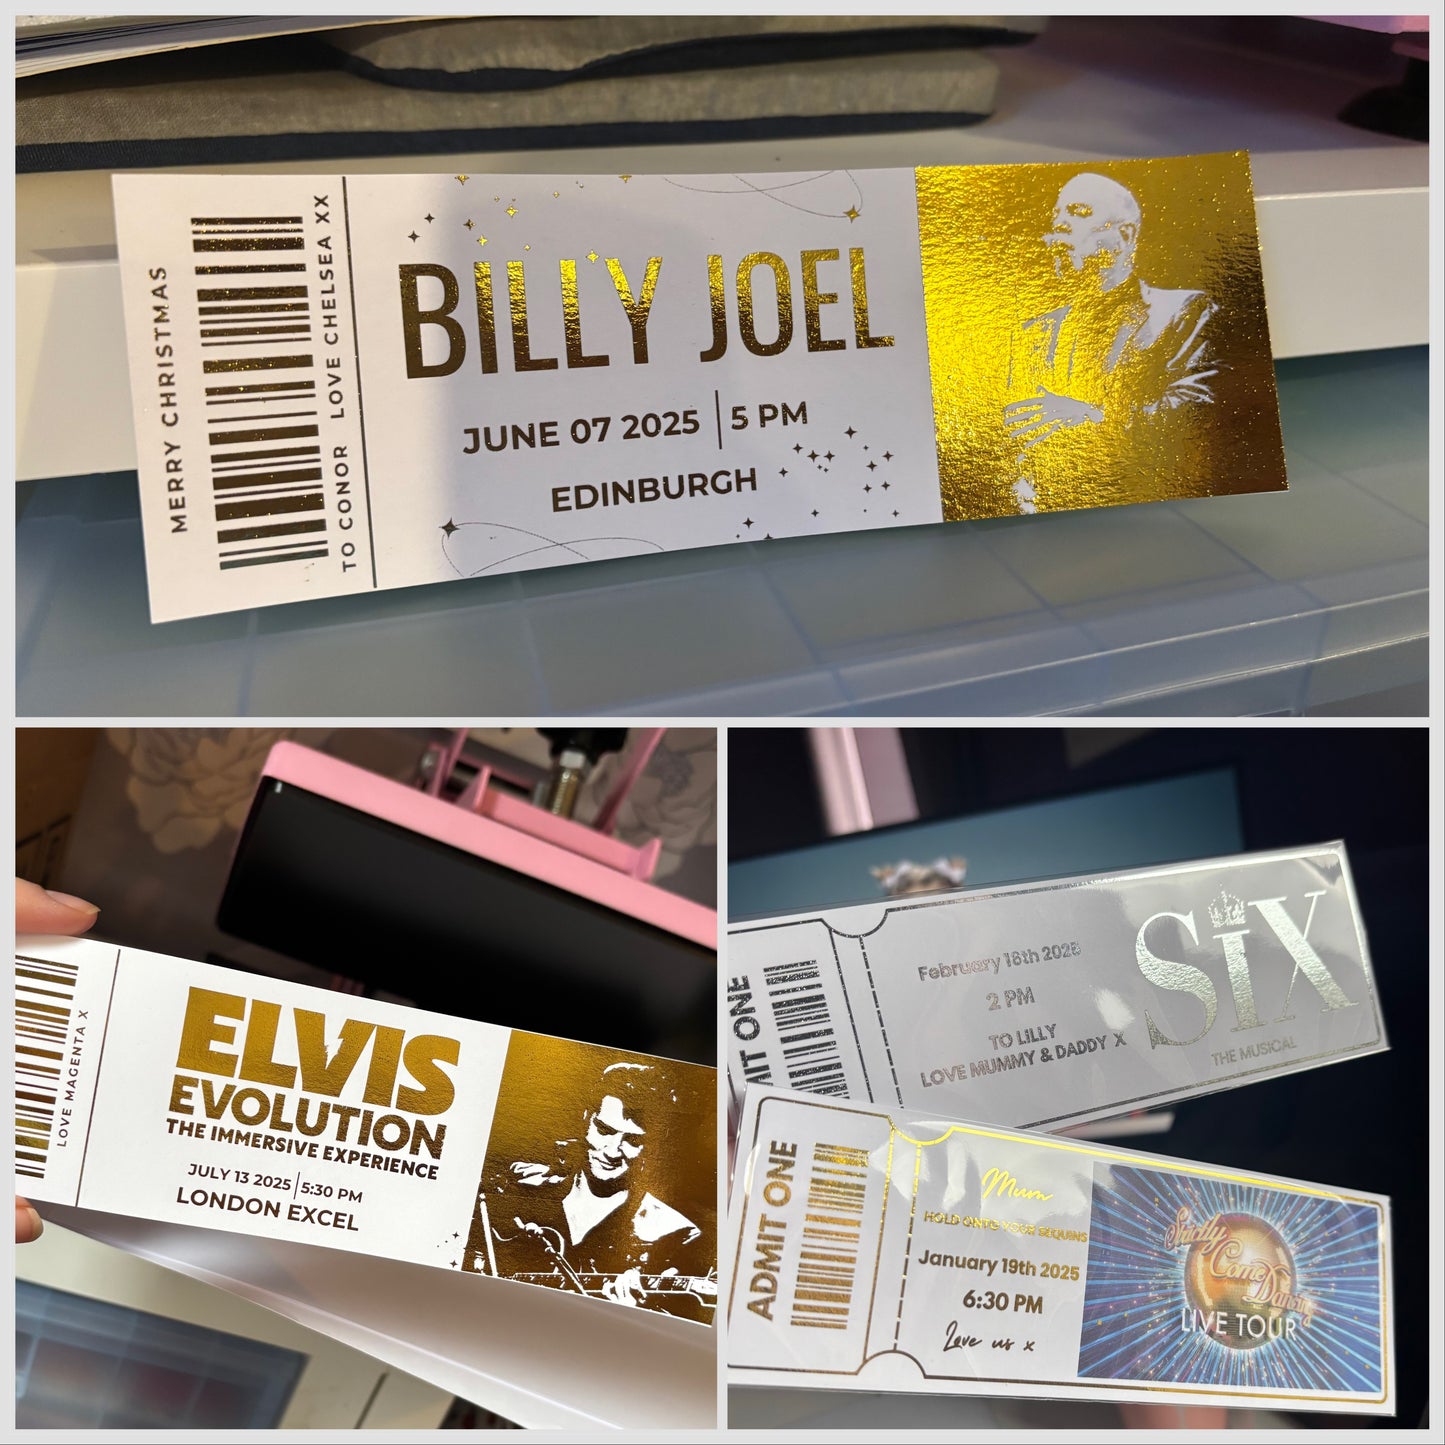 MERRY CHRISTMAS
TO CONOR LOVE CHELSEA XX
BILLY JOEL
JUNE 07 2025 | 5 PM
EDINBURGH
LOVE MAGENTA X
ELVIS
EVOLUTION
THE IMMERSIVE EXPERIENCE
JULY 13 2025 | 5:30 PM
LONDON EXCEL
MIT ONE
February 16th 2025
2 PM
TO LILLY
LOVE MUMMY & DADDY X
SIX
THE MUSICAL
ADMIT ONE
Mum
HOLD ONTO YOUR SEQUINS
January 19th 2025
6:30 PM
Love us x
Strictly
Come
Dancing
LIVE TOUR